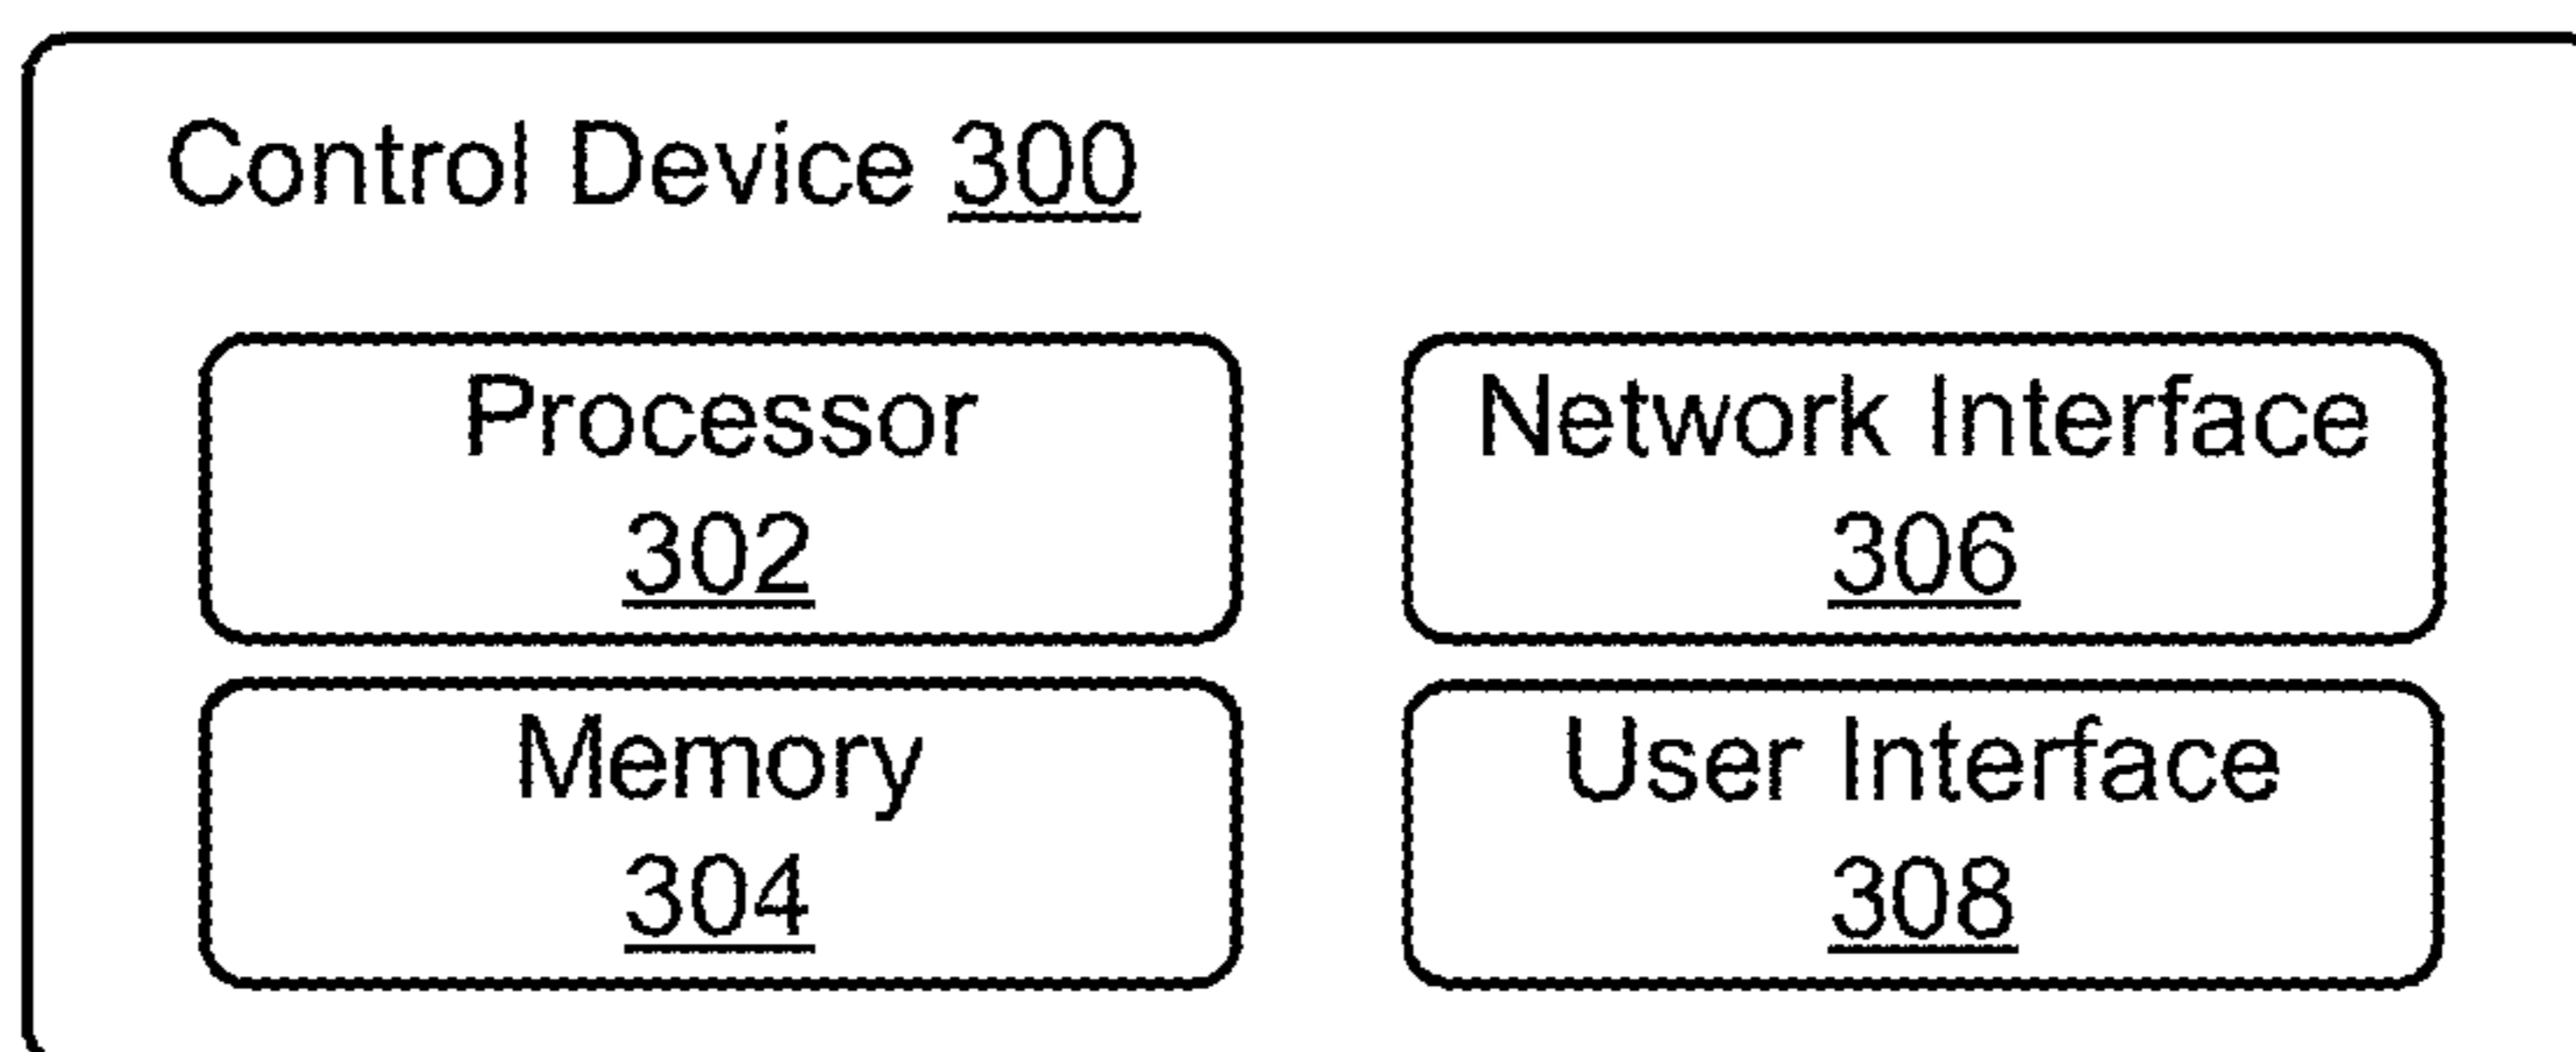 Control Device 300
Processor
302
Network Interface
306
Memory
304
User Interface
308